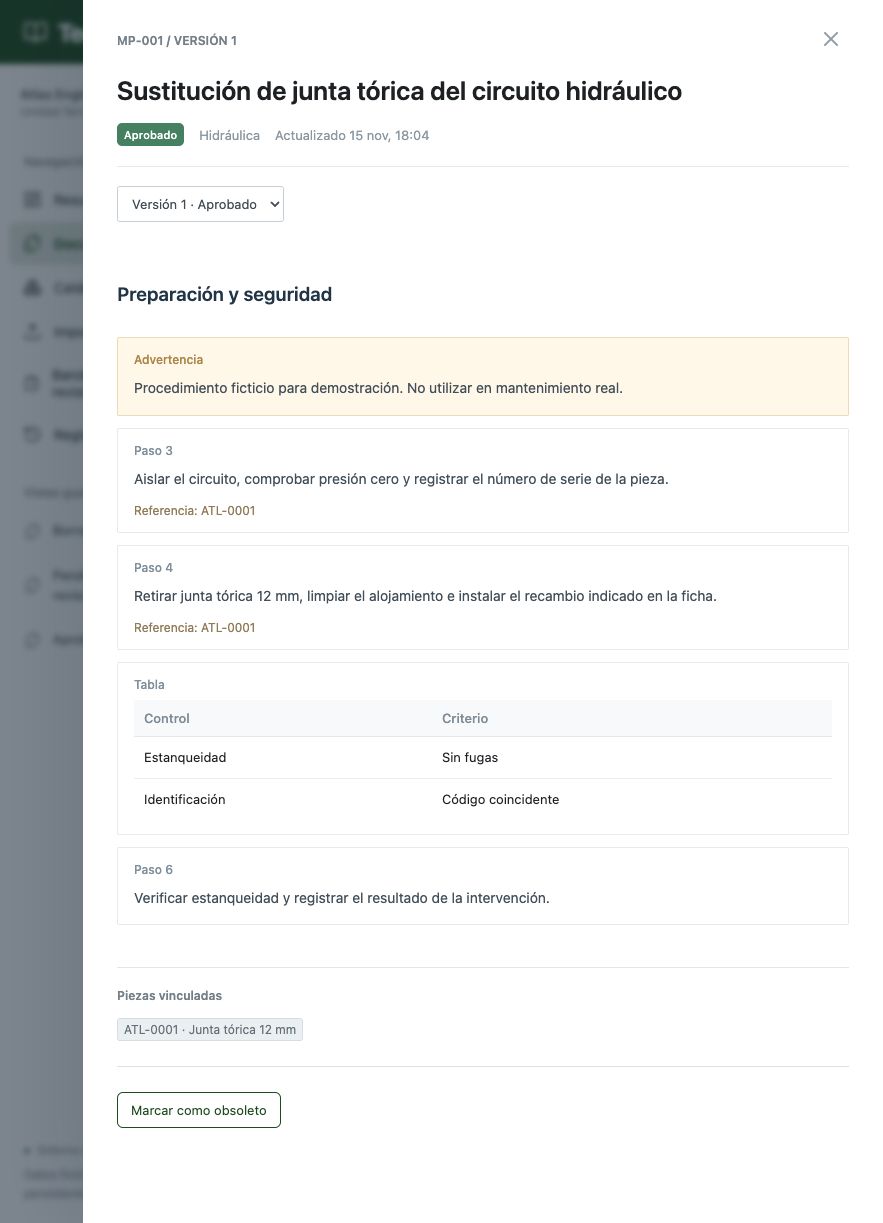 MP-001 / VERSIÓN 1
Sustitución de junta tórica del circuito hidráulico
Aprobado Hidráulica Actualizado 15 nov, 18:04
Versión 1 · Aprobado
Preparación y seguridad
Advertencia
Procedimiento ficticio para demostración. No utilizar en mantenimiento real.
Paso 3
Aislar el circuito, comprobar presión cero y registrar el número de serie de la pieza.
Referencia: ATL-0001
Paso 4
Retirar junta tórica 12 mm, limpiar el alojamiento e instalar el recambio indicado en la ficha.
Referencia: ATL-0001
Tabla
Control Criterio
Estanqueidad Sin fugas
Identificación Código coincidente
Paso 6
Verificar estanqueidad y registrar el resultado de la intervención.
Piezas vinculadas
ATL-0001 · Junta tórica 12 mm
Marcar como obsoleto